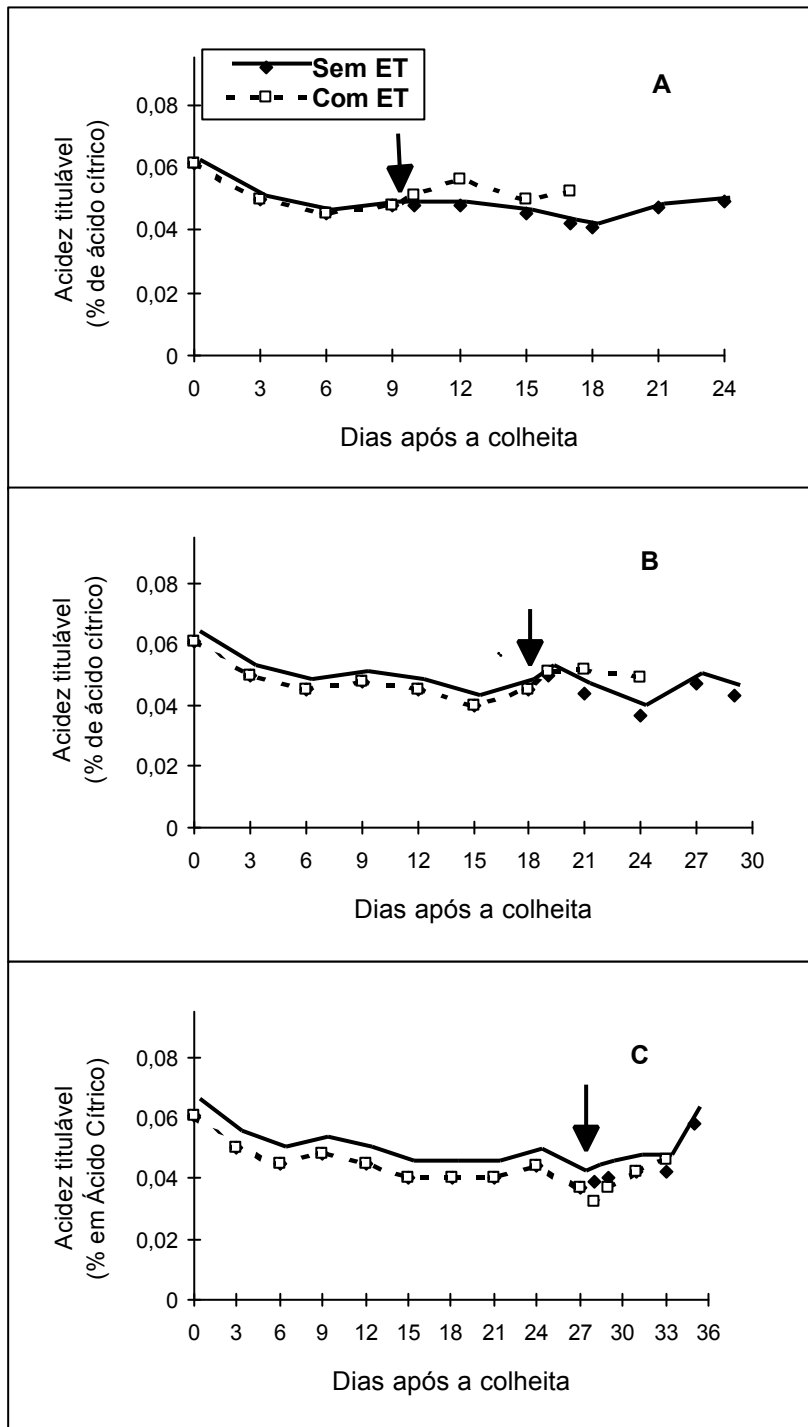 Sem ET
Com ET
A
Acidez titulável
(% de ácido cítrico)
0,08
0,06
0,04
0,02
0
0 3 6 9 12 15 18 21 24
Dias após a colheita
B
Acidez titulável
(% de ácido cítrico)
0,08
0,06
0,04
0,02
0
0 3 6 9 12 15 18 21 24 27 30
Dias após a colheita
C
Acidez titulável
(% em Ácido Cítrico)
0,08
0,06
0,04
0,02
0
0 3 6 9 12 15 18 21 24 27 30 33 36
Dias após a colheita